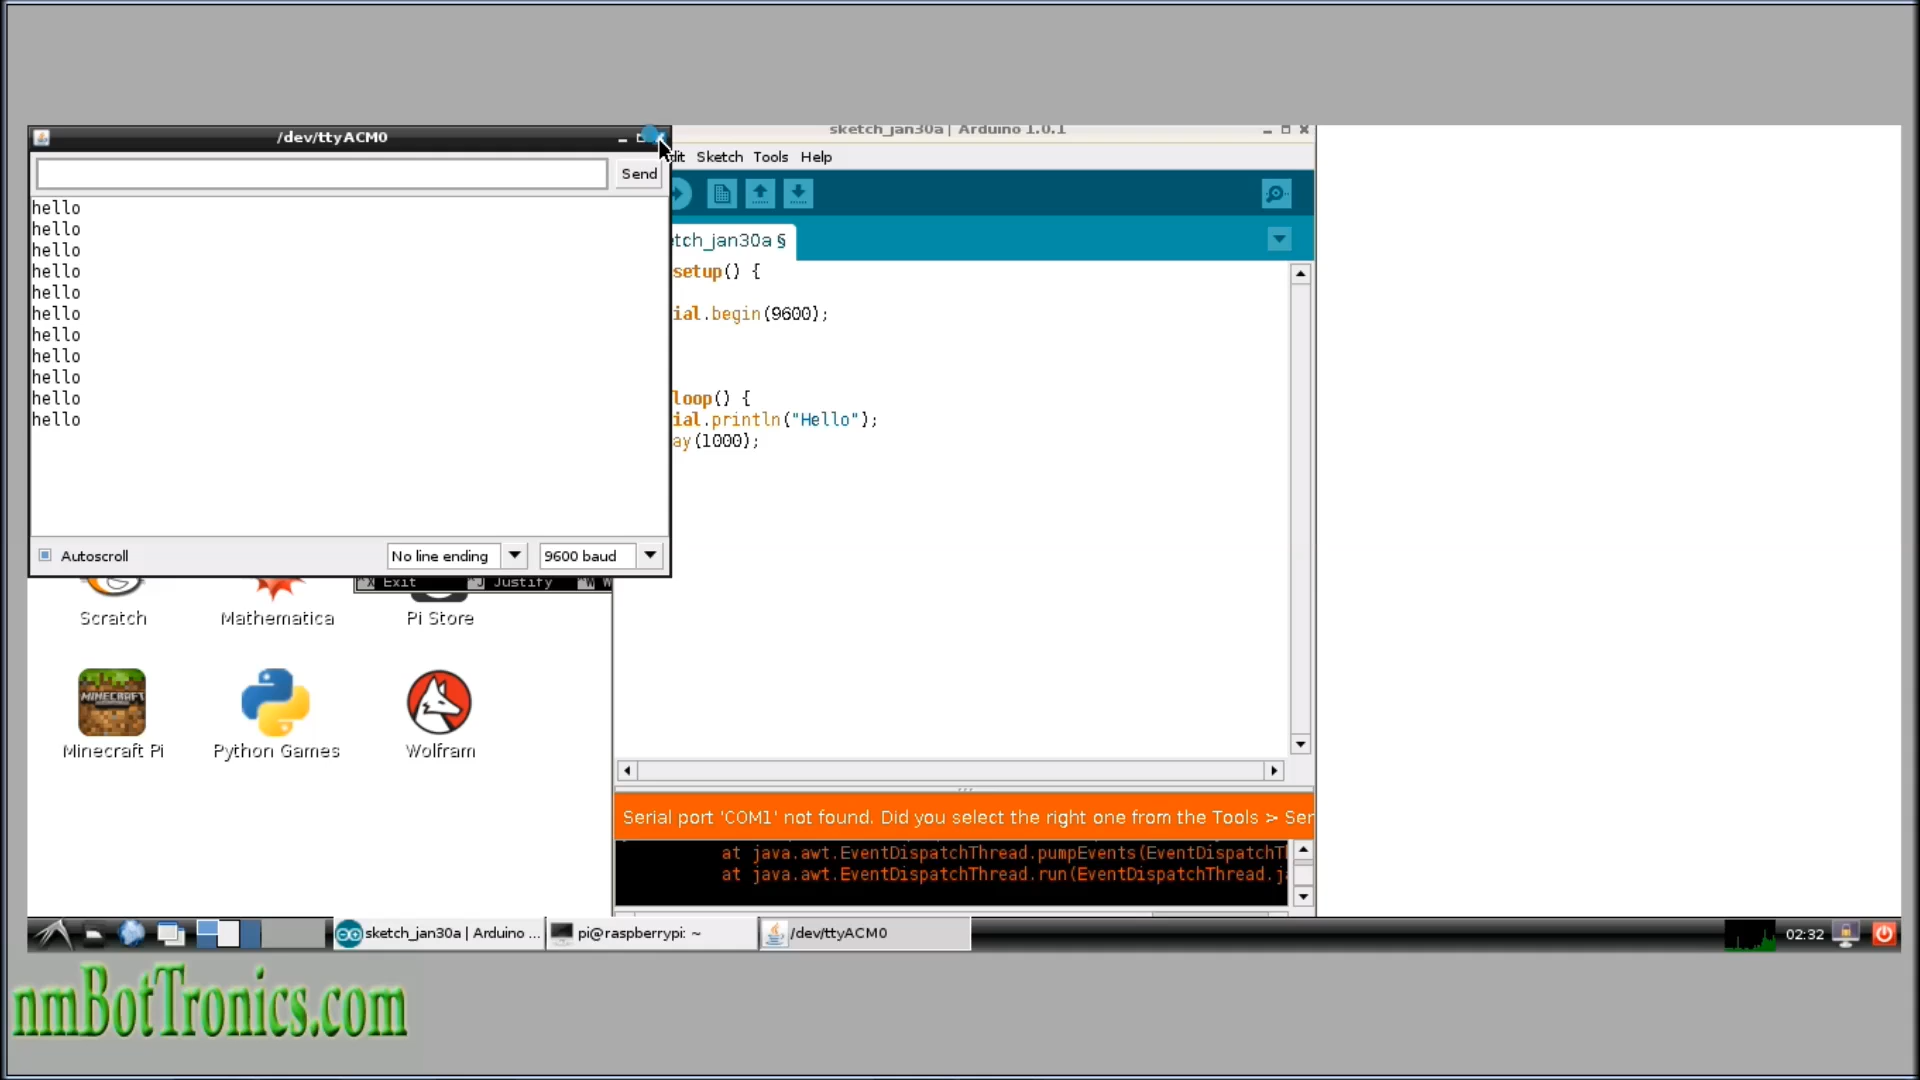 /dev/ttyACM0
Send
hello
hello
hello
hello
hello
hello
hello
hello
hello
hello
hello
Autoscroll
No line ending
9600 baud
sketch_jan30a | Arduino 1.0.1
dit Sketch Tools Help
tch_jan30a §
setup() {
ial.begin(9600);
loop() {
ial.println("Hello");
ay(1000);
Exit Justify W
Scratch Mathematica Pi Store
Minecraft Pi Python Games Wolfram
MINECRAFT
Serial port 'COM1' not found. Did you select the right one from the Tools > Ser
at java.awt.EventDispatchThread.pumpEvents(EventDispatchT
at java.awt.EventDispatchThread.run(EventDispatchThread.j
sketch_jan30a | Arduino ...
pi@raspberrypi: ~
/dev/ttyACM0
02:32
nmBotTronics.com